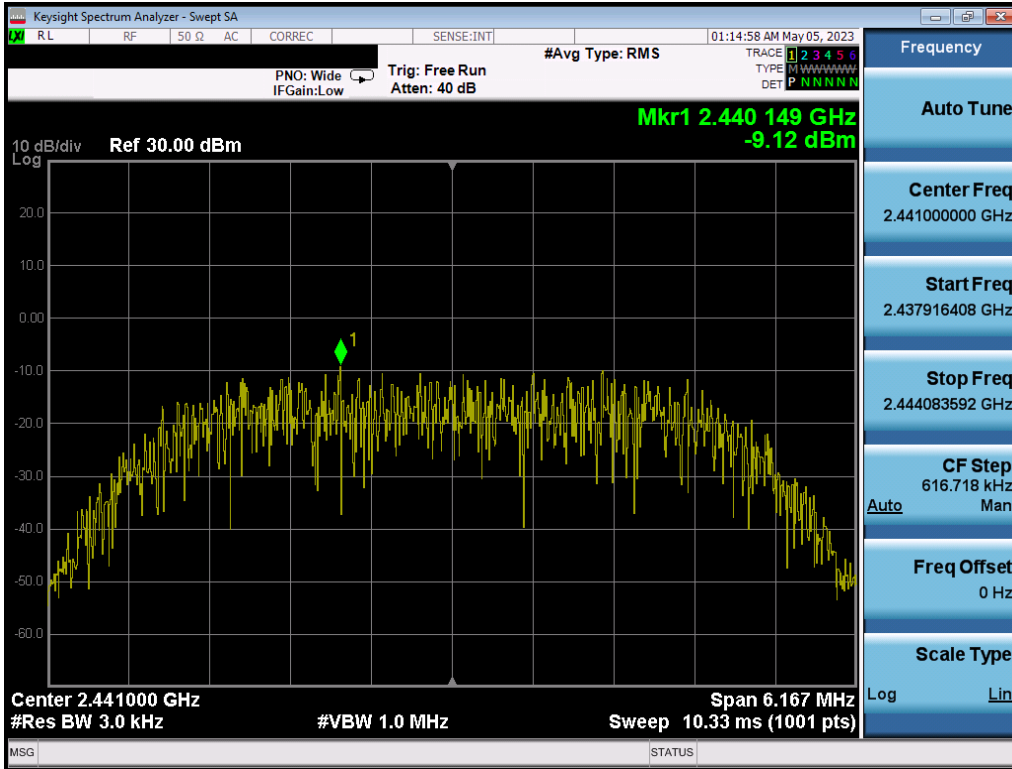 Keysight Spectrum Analyzer - Swept SA
LXI RL RF 50 Ω AC CORREC SENSE:INT 01:14:58 AM May 05, 2023
#Avg Type: RMS
TRACE 1 2 3 4 5 6
TYPE M WWWWW
DET P N N N N N
PNO: Wide
IFGain:Low
Trig: Free Run
Atten: 40 dB
Mkr1 2.440 149 GHz
-9.12 dBm
10 dB/div
Log
Ref 30.00 dBm
20.0
10.0
0.00
-10.0
-20.0
-30.0
-40.0
-50.0
-60.0
1
Center 2.441000 GHz
Span 6.167 MHz
#Res BW 3.0 kHz
#VBW 1.0 MHz
Sweep 10.33 ms (1001 pts)
MSG
STATUS
Frequency
Auto Tune
Center Freq
2.441000000 GHz
Start Freq
2.437916408 GHz
Stop Freq
2.444083592 GHz
CF Step
616.718 kHz
Auto Man
Freq Offset
0 Hz
Scale Type
Log Lin